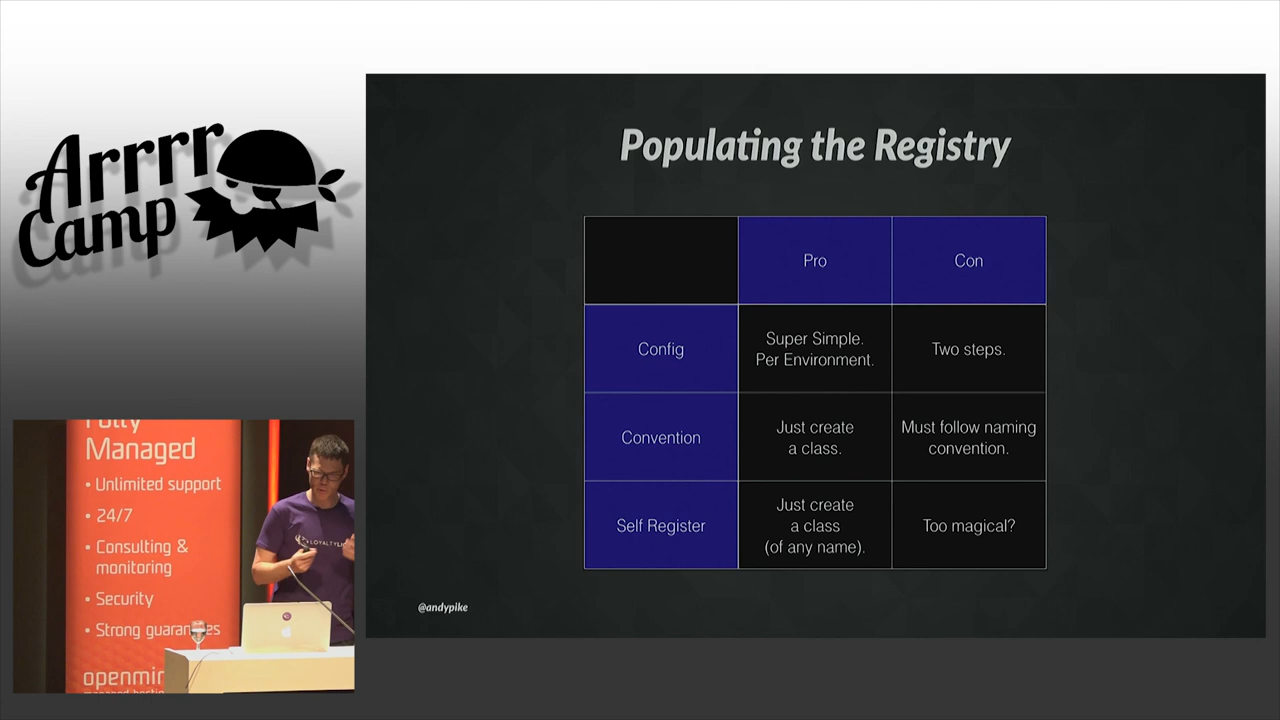 Arrrr
Camp
Populating the Registry
Pro
Con
Config
Super Simple.
Per Environment.
Two steps.
Convention
Just create
a class.
Must follow naming
convention.
Self Register
Just create
a class
(of any name).
Too magical?
@andypike
Fully
Managed
• Unlimited support
• 24/7
• Consulting &
monitoring
• Security
• Strong guarantees